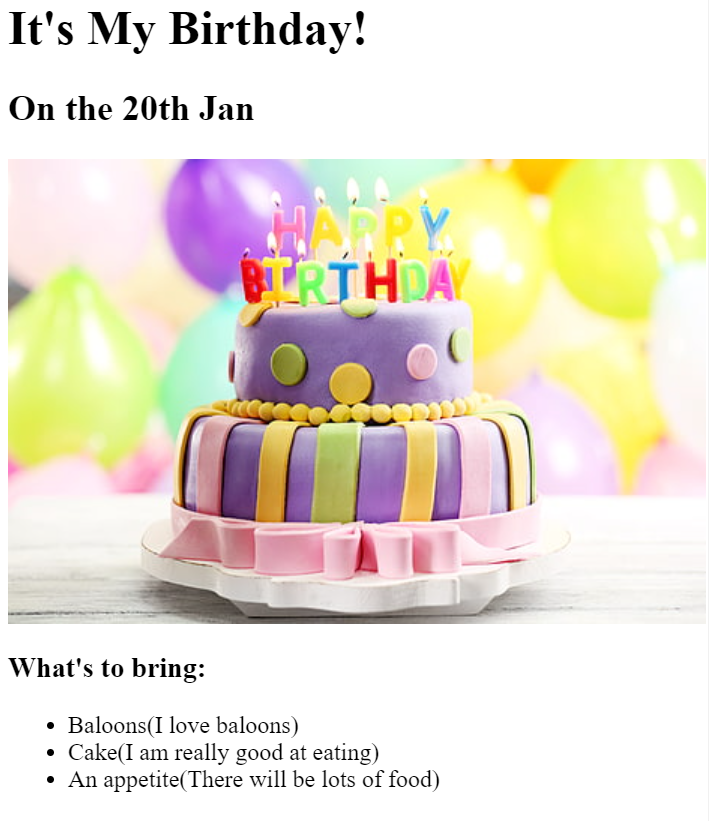 It's My Birthday!
On the 20th Jan
HAPPY
BIRTHDAY
What's to bring:
Baloons(I love baloons)
Cake(I am really good at eating)
An appetite(There will be lots of food)